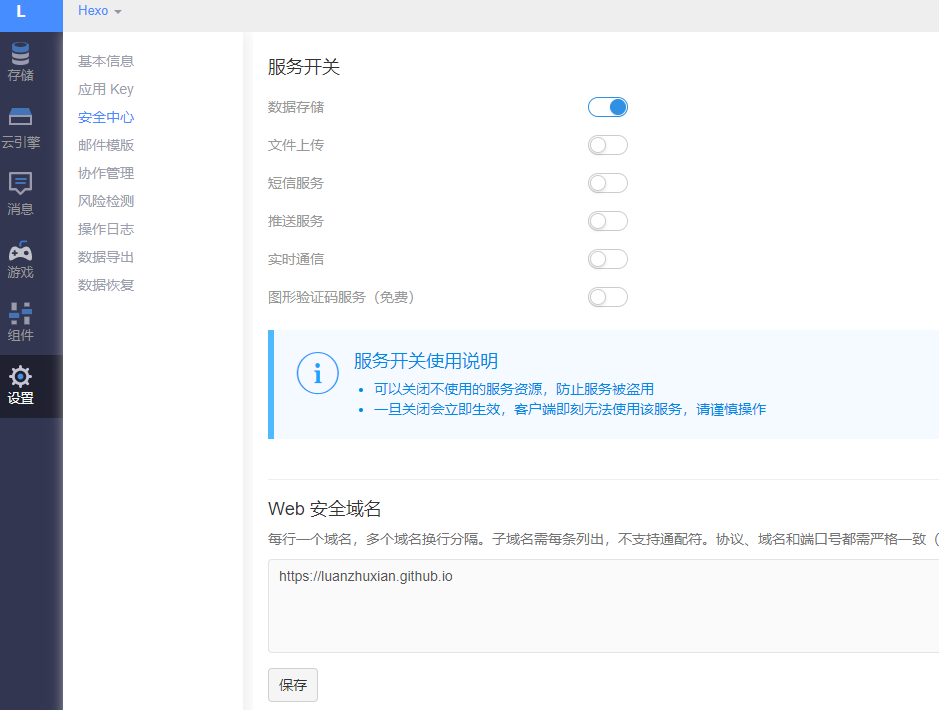 L
Hexo
存储
云引擎
消息
游戏
组件
设置
基本信息
应用 Key
安全中心
邮件模版
协作管理
风险检测
操作日志
数据导出
数据恢复
服务开关
数据存储
文件上传
短信服务
推送服务
实时通信
图形验证码服务（免费）
服务开关使用说明
可以关闭不使用的服务资源，防止服务被盗用
一旦关闭会立即生效，客户端即刻无法使用该服务，请谨慎操作
Web 安全域名
每行一个域名，多个域名换行分隔。子域名需每条列出，不支持通配符。协议、域名和端口号都需严格一致（
https://luanzhuxian.github.io
保存